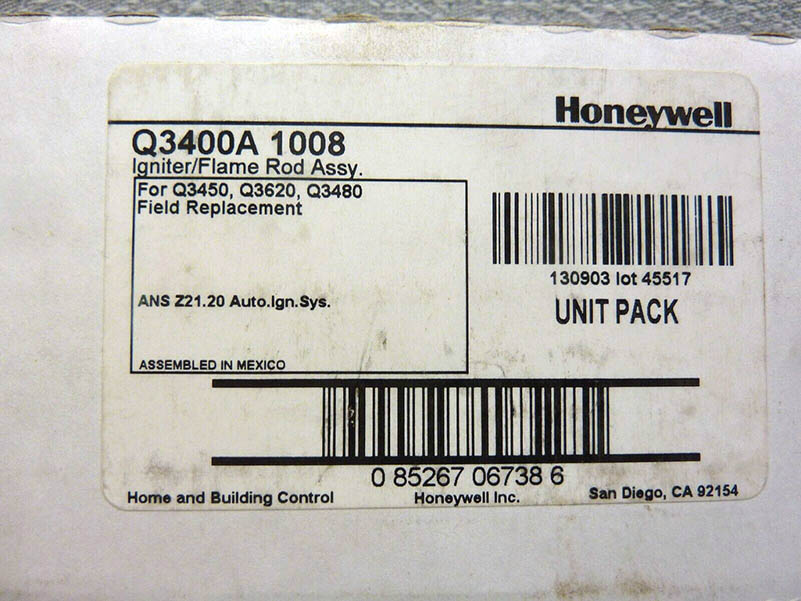 Honeywell
Q3400A 1008
Igniter/Flame Rod Assy.
For Q3450, Q3620, Q3480
Field Replacement
ANS Z21.20 Auto.Ign.Sys.
ASSEMBLED IN MEXICO
130903 lot 45517
UNIT PACK
0 85267 06738 6
Home and Building Control
Honeywell Inc.
San Diego, CA 92154